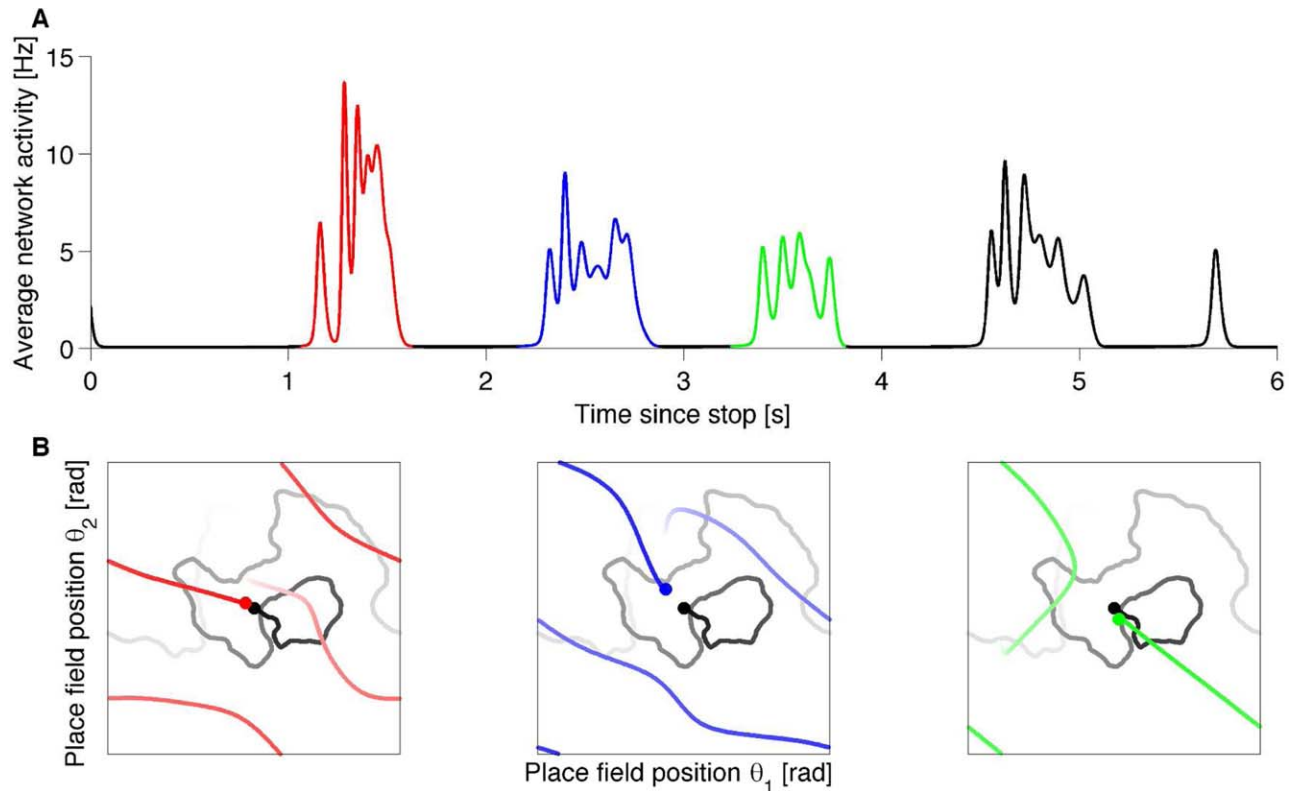 A
Average network activity [Hz]
15
10
5
0
0 1 2 3 4 5 6
Time since stop [s]
B
Place field position θ2 [rad]
Place field position θ1 [rad]